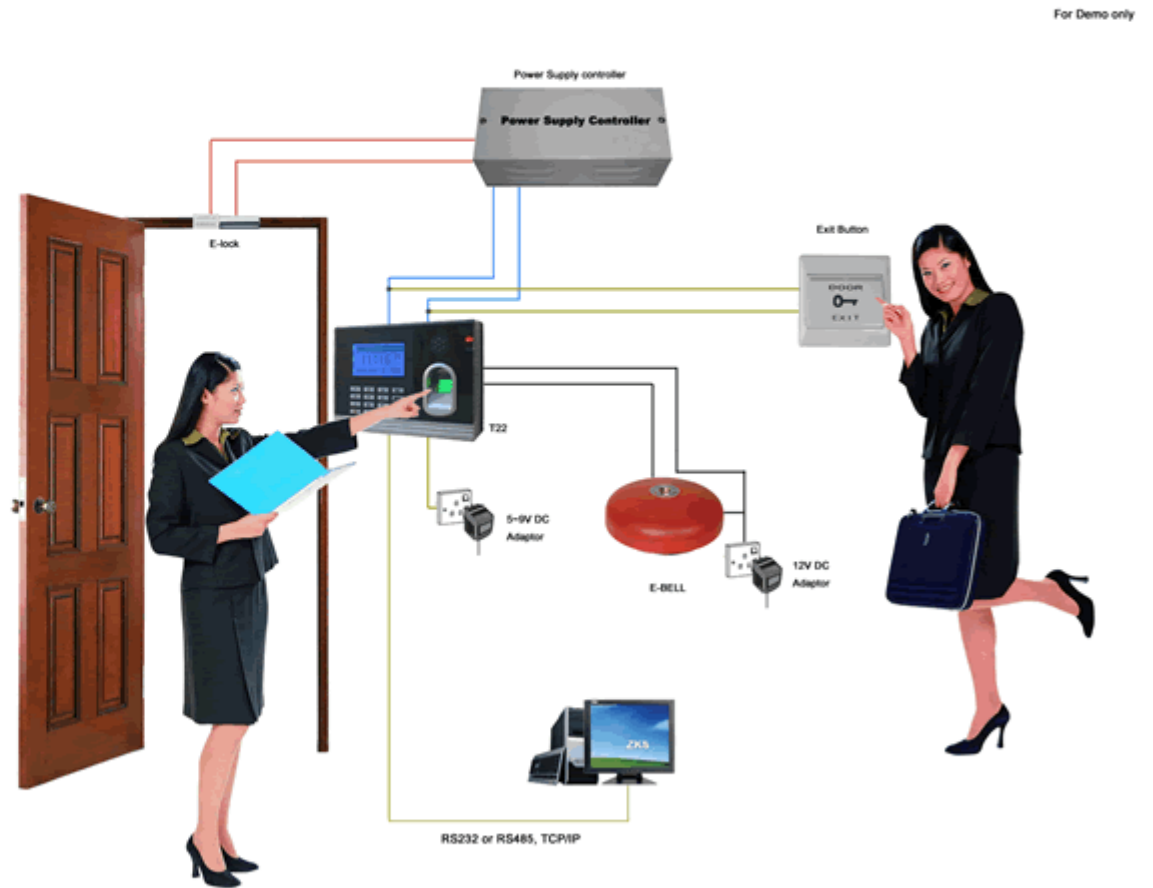 For Demo only
Power Supply controller
Power Supply Controller
E-lock
Exit Button
DOOR
EXIT
T22
5~9V DC
Adaptor
12V DC
Adaptor
E-BELL
ZKS
RS232 or RS485, TCP/IP